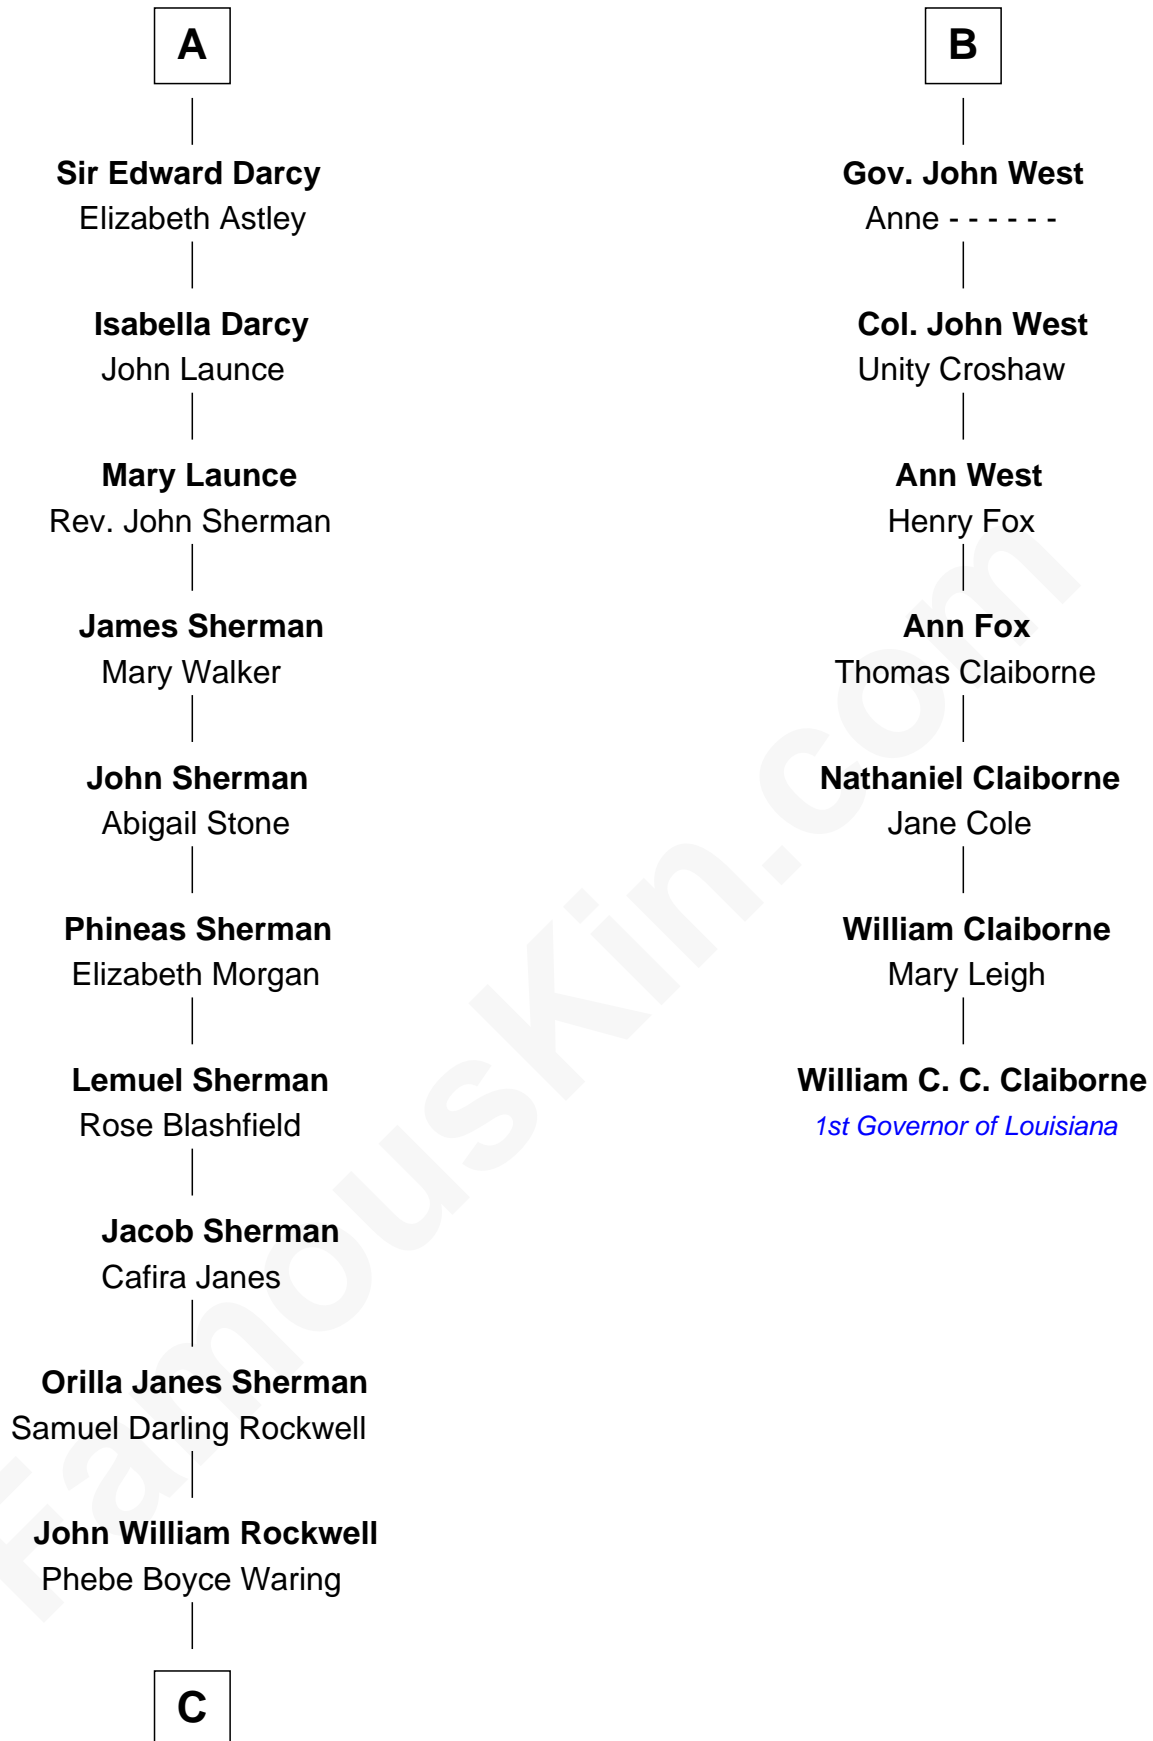 A
Sir Edward Darcy
Elizabeth Astley
Isabella Darcy
John Launce
Mary Launce
Rev. John Sherman
James Sherman
Mary Walker
John Sherman
Abigail Stone
Phineas Sherman
Elizabeth Morgan
Lemuel Sherman
Rose Blashfield
Jacob Sherman
Cafira Janes
Orilla Janes Sherman
Samuel Darling Rockwell
John William Rockwell
Phebe Boyce Waring
C
B
Gov. John West
Anne - - - - - -
Col. John West
Unity Croshaw
Ann West
Henry Fox
Ann Fox
Thomas Claiborne
Nathaniel Claiborne
Jane Cole
William Claiborne
Mary Leigh
William C. C. Claiborne
1st Governor of Louisiana
FamousKin.com